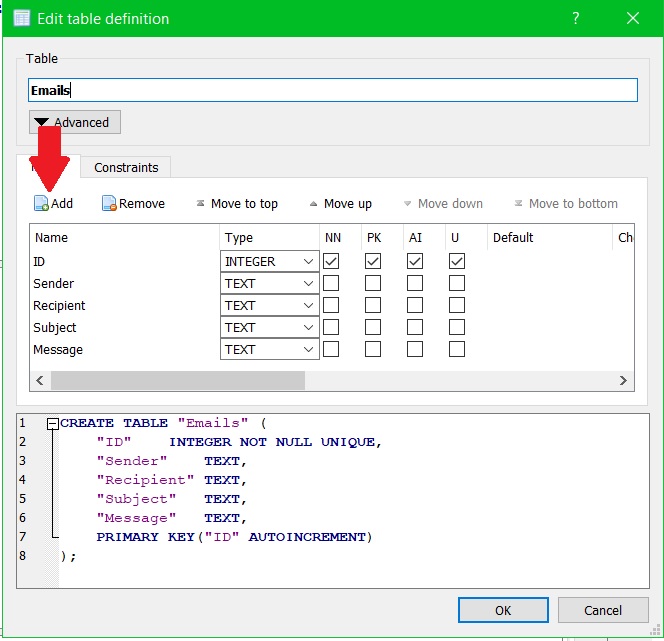 Edit table definition ?
Table
Emails
Advanced
Constraints
Add Remove Move to top Move up Move down Move to bottom
Name Type NN PK AI U Default Ch
ID INTEGER
Sender TEXT
Recipient TEXT
Subject TEXT
Message TEXT
1 CREATE TABLE "Emails" (
2 "ID" INTEGER NOT NULL UNIQUE,
3 "Sender" TEXT,
4 "Recipient" TEXT,
5 "Subject" TEXT,
6 "Message" TEXT,
7 PRIMARY KEY("ID" AUTOINCREMENT)
8 );
OK Cancel